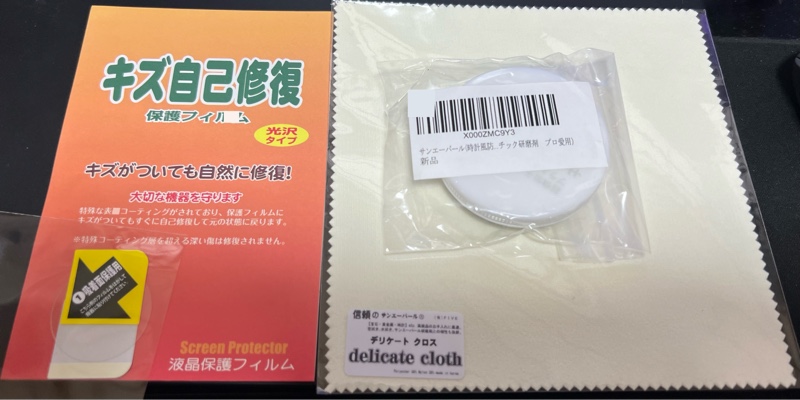 キズ自己修復
保護フィルム
光沢
タイプ
キズがついても自然に修復!
大切な機器を守ります
特殊な表面コーティングがされており、保護フィルムに
キズがついてもすぐに自己修復して元の状態に戻ります。
※特殊コーティング層を超える深い傷は修復されません。
①吸着面保護用
Screen Protector
液晶保護フィルム
X000ZMC9Y3
サンエーパール(時計風防...チック研磨剤 プロ愛用)
新品
信頼の サンエーパール
デリケート クロス
delicate cloth